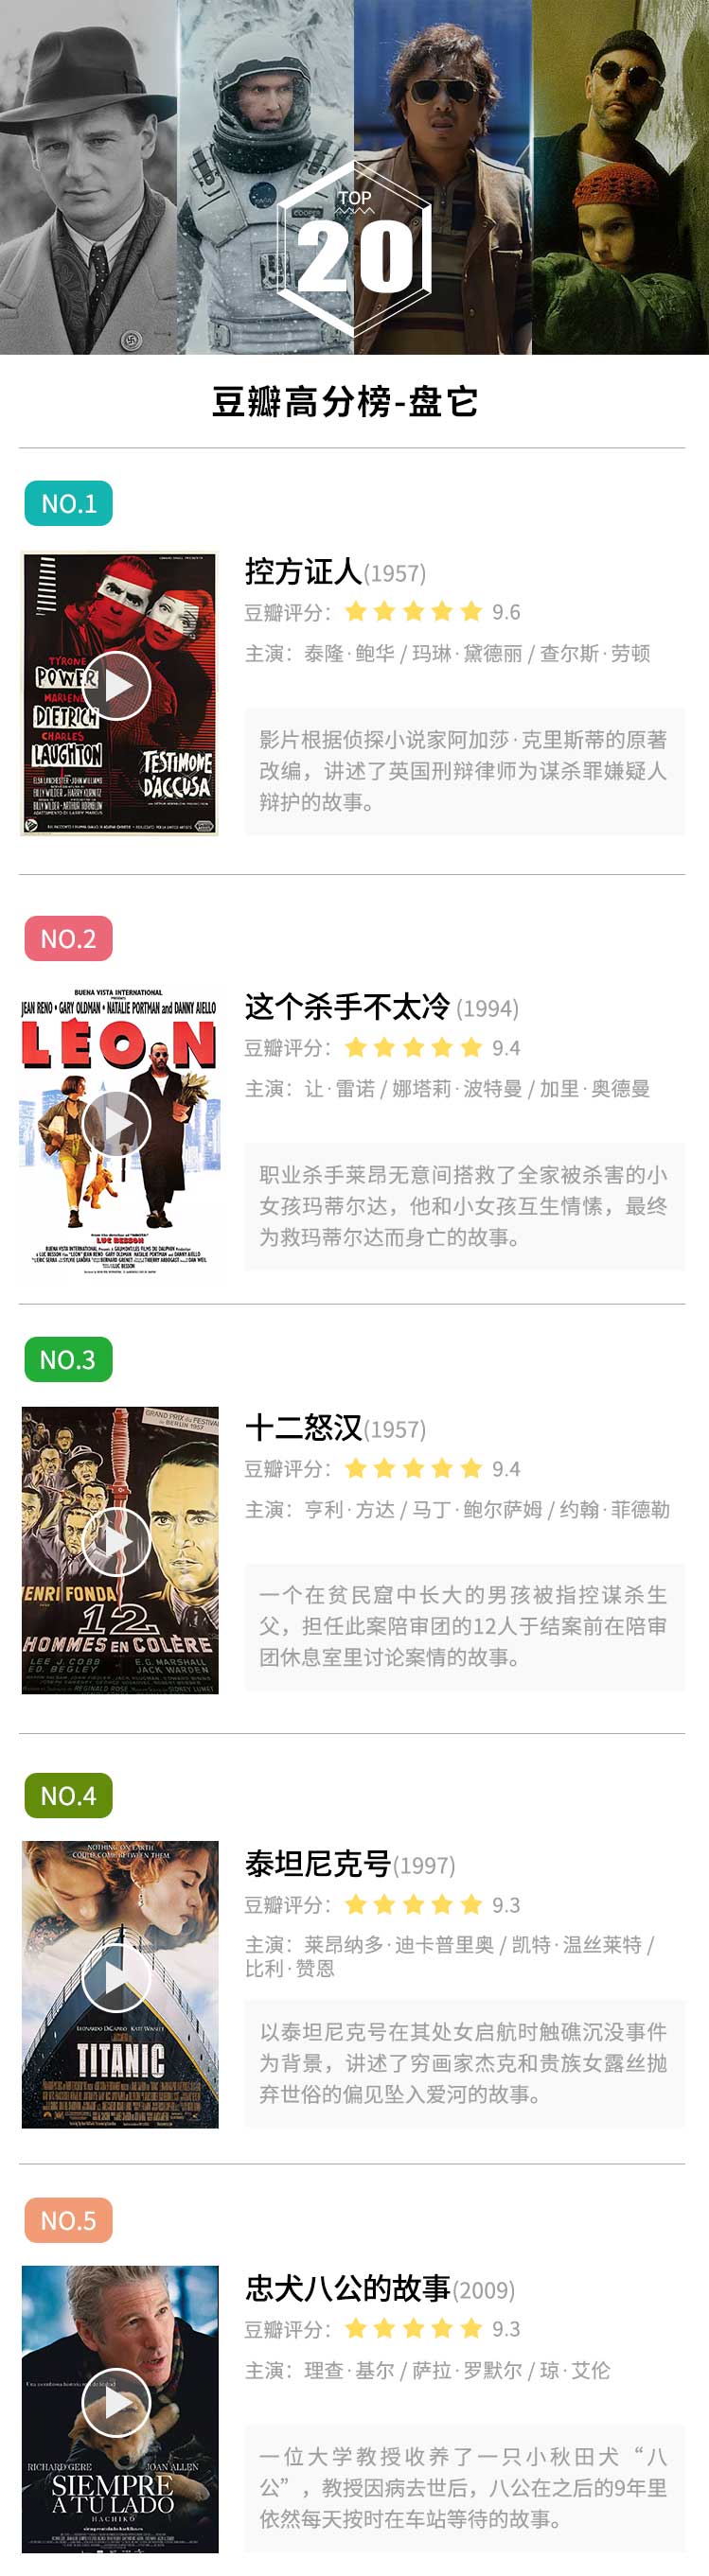 COOPER
TOP
20
豆瓣高分榜-盘它
NO.1
TYRONE
POWER
MARLENE
DIETRICH
CHARLES
LAUGHTON
TESTIMONE
D'ACCUSA
控方证人(1957)
豆瓣评分： 9.6
主演：泰隆·鲍华 / 玛琳·黛德丽 / 查尔斯·劳顿
影片根据侦探小说家阿加莎·克里斯蒂的原著
改编，讲述了英国刑辩律师为谋杀罪嫌疑人
辩护的故事。
NO.2
BUENA VISTA INTERNATIONAL
JEAN RENO • GARY OLDMAN • NATALIE PORTMAN and DANNY AIELLO
LEON
LUC BESSON
这个杀手不太冷 (1994)
豆瓣评分： 9.4
主演：让·雷诺 / 娜塔莉·波特曼 / 加里·奥德曼
职业杀手莱昂无意间搭救了全家被杀害的小
女孩玛蒂尔达，他和小女孩互生情愫，最终
为救玛蒂尔达而身亡的故事。
NO.3
GRAND PRIX du FESTIVAL
de BERLIN 1957
ENRI FONDA
12
HOMMES EN COLÈRE
LEE J. COBB
E.G. MARSHALL
ED. BEGLEY
JACK WARDEN
十二怒汉(1957)
豆瓣评分： 9.4
主演：亨利·方达 / 马丁·鲍尔萨姆 / 约翰·菲德勒
一个在贫民窟中长大的男孩被指控谋杀生
父，担任此案陪审团的12人于结案前在陪审
团休息室里讨论案情的故事。
NO.4
NOTHING ON EARTH
COULD COME BETWEEN THEM.
LEONARDO DICAPRIO KATE WINSLET
TITANIC
泰坦尼克号(1997)
豆瓣评分： 9.3
主演：莱昂纳多·迪卡普里奥 / 凯特·温丝莱特 /
比利·赞恩
以泰坦尼克号在其处女启航时触礁沉没事件
为背景，讲述了穷画家杰克和贵族女露丝抛
弃世俗的偏见坠入爱河的故事。
NO.5
RICHARD GERE
JOAN ALLEN
SIEMPRE
A TU LADO
HACHIKO
忠犬八公的故事(2009)
豆瓣评分： 9.3
主演：理查·基尔 / 萨拉·罗默尔 / 琼·艾伦
一位大学教授收养了一只小秋田犬“八
公”，教授因病去世后，八公在之后的9年里
依然每天按时在车站等待的故事。